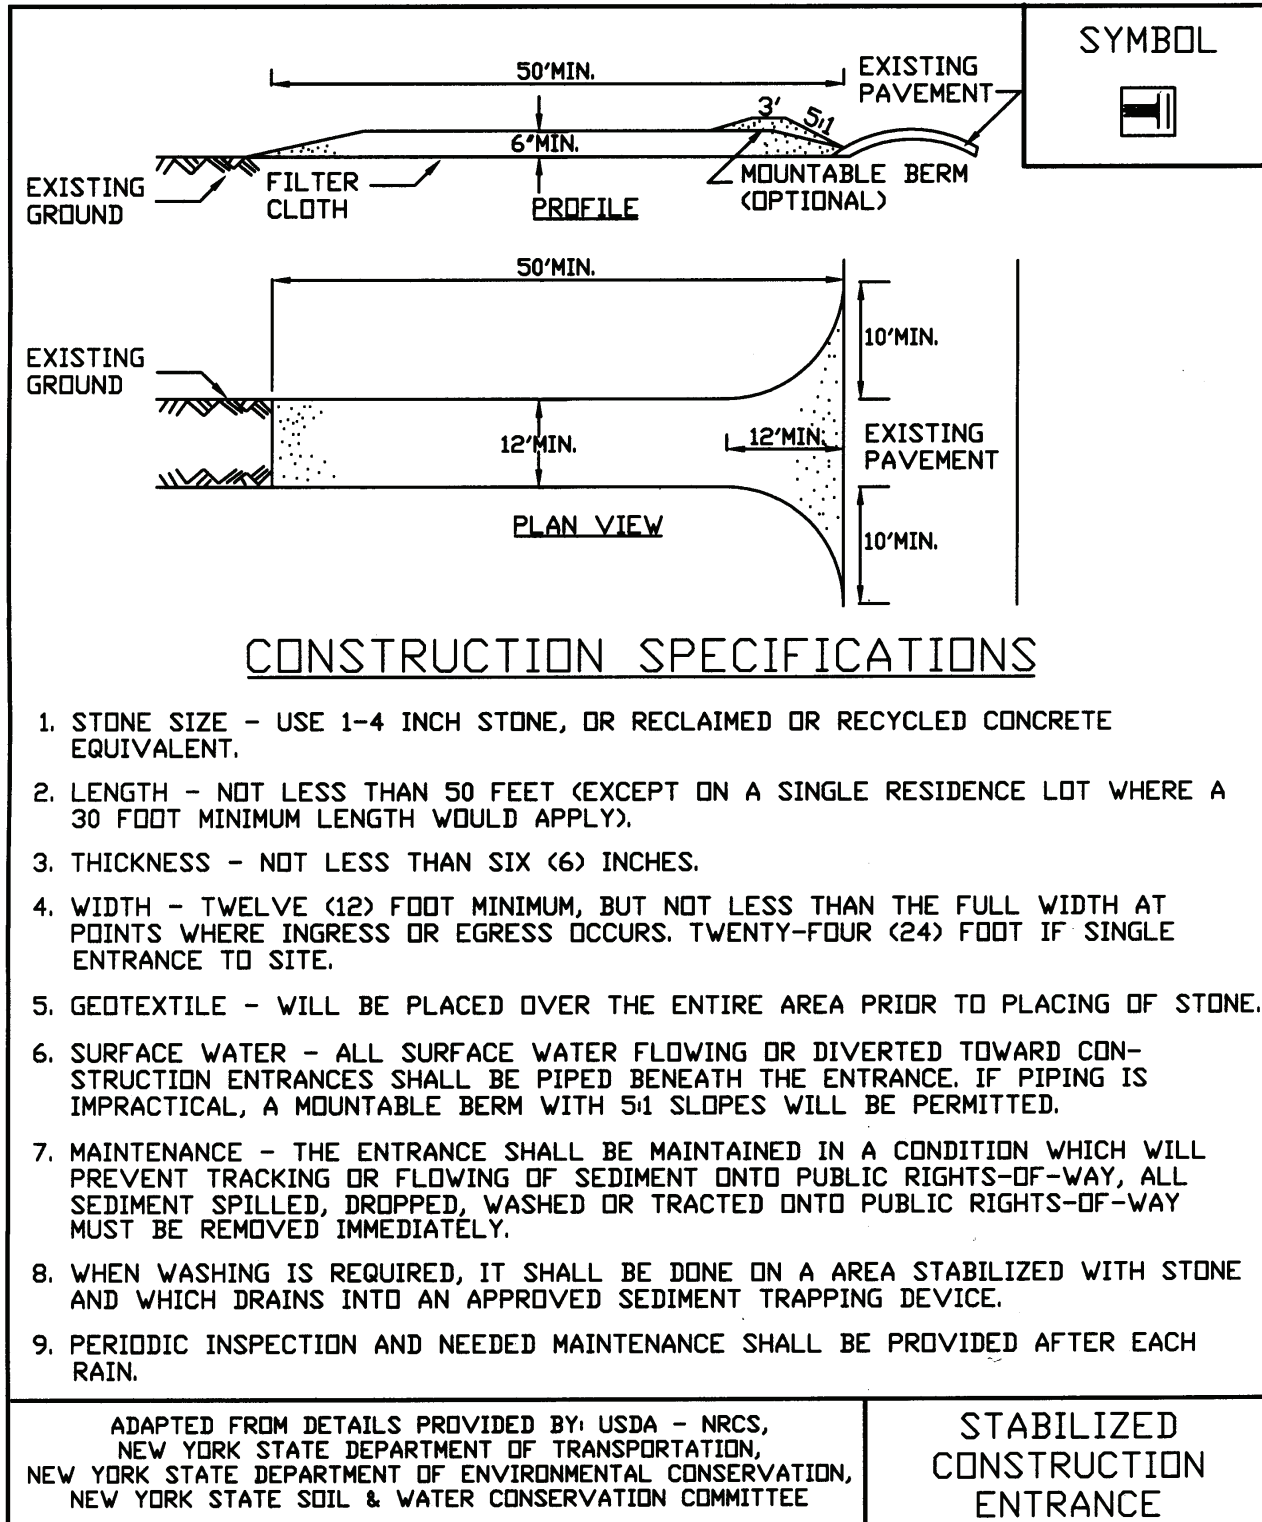 SYMBOL
50'MIN.
EXISTING
PAVEMENT
3'
5:1
6"MIN.
EXISTING
GROUND
FILTER
CLOTH
PROFILE
MOUNTABLE BERM
(OPTIONAL)
50'MIN.
10'MIN.
EXISTING
GROUND
12'MIN.
12'MIN.
EXISTING
PAVEMENT
PLAN VIEW
10'MIN.
CONSTRUCTION SPECIFICATIONS
1. STONE SIZE - USE 1-4 INCH STONE, OR RECLAIMED OR RECYCLED CONCRETE
EQUIVALENT.
2. LENGTH - NOT LESS THAN 50 FEET (EXCEPT ON A SINGLE RESIDENCE LOT WHERE A
30 FOOT MINIMUM LENGTH WOULD APPLY).
3. THICKNESS - NOT LESS THAN SIX (6) INCHES.
4. WIDTH - TWELVE (12) FOOT MINIMUM, BUT NOT LESS THAN THE FULL WIDTH AT
POINTS WHERE INGRESS OR EGRESS OCCURS. TWENTY-FOUR (24) FOOT IF SINGLE
ENTRANCE TO SITE.
5. GEOTEXTILE - WILL BE PLACED OVER THE ENTIRE AREA PRIOR TO PLACING OF STONE.
6. SURFACE WATER - ALL SURFACE WATER FLOWING OR DIVERTED TOWARD CON-
STRUCTION ENTRANCES SHALL BE PIPED BENEATH THE ENTRANCE. IF PIPING IS
IMPRACTICAL, A MOUNTABLE BERM WITH 5:1 SLOPES WILL BE PERMITTED.
7. MAINTENANCE - THE ENTRANCE SHALL BE MAINTAINED IN A CONDITION WHICH WILL
PREVENT TRACKING OR FLOWING OF SEDIMENT ONTO PUBLIC RIGHTS-OF-WAY, ALL
SEDIMENT SPILLED, DROPPED, WASHED OR TRACTED ONTO PUBLIC RIGHTS-OF-WAY
MUST BE REMOVED IMMEDIATELY.
8. WHEN WASHING IS REQUIRED, IT SHALL BE DONE ON A AREA STABILIZED WITH STONE
AND WHICH DRAINS INTO AN APPROVED SEDIMENT TRAPPING DEVICE.
9. PERIODIC INSPECTION AND NEEDED MAINTENANCE SHALL BE PROVIDED AFTER EACH
RAIN.
ADAPTED FROM DETAILS PROVIDED BY: USDA - NRCS,
NEW YORK STATE DEPARTMENT OF TRANSPORTATION,
NEW YORK STATE DEPARTMENT OF ENVIRONMENTAL CONSERVATION,
NEW YORK STATE SOIL & WATER CONSERVATION COMMITTEE
STABILIZED
CONSTRUCTION
ENTRANCE